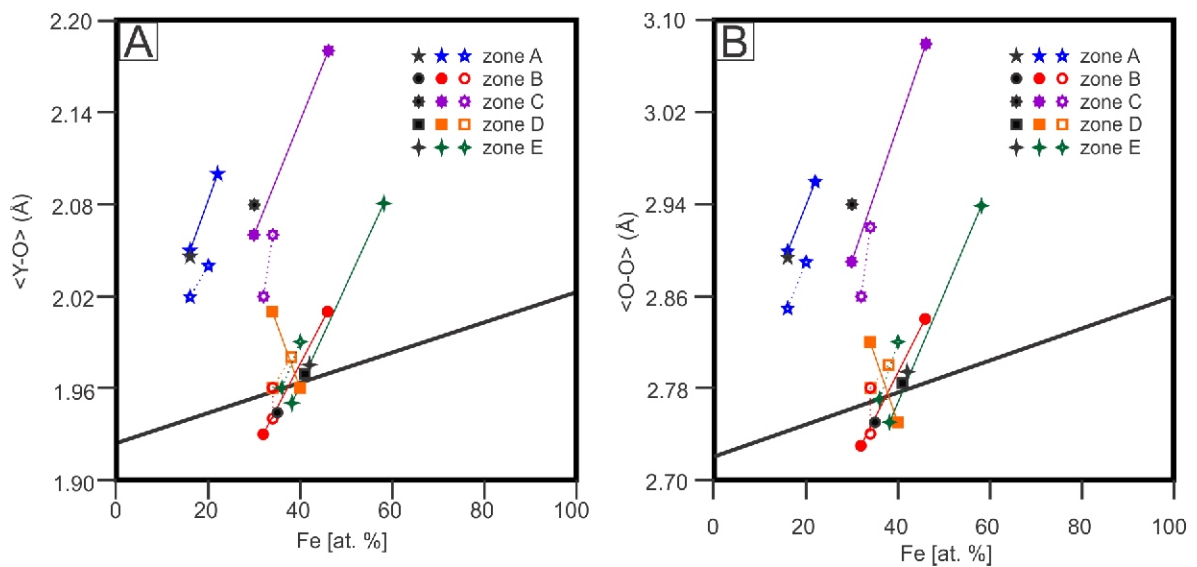 A
zone A
zone B
zone C
zone D
zone E
2.20
2.14
2.08
2.02
1.96
1.90
<Y-O> (Å)
0 20 40 60 80 100
Fe [at. %]
B
zone A
zone B
zone C
zone D
zone E
3.10
3.02
2.94
2.86
2.78
2.70
<O-O> (Å)
0 20 40 60 80 100
Fe [at. %]